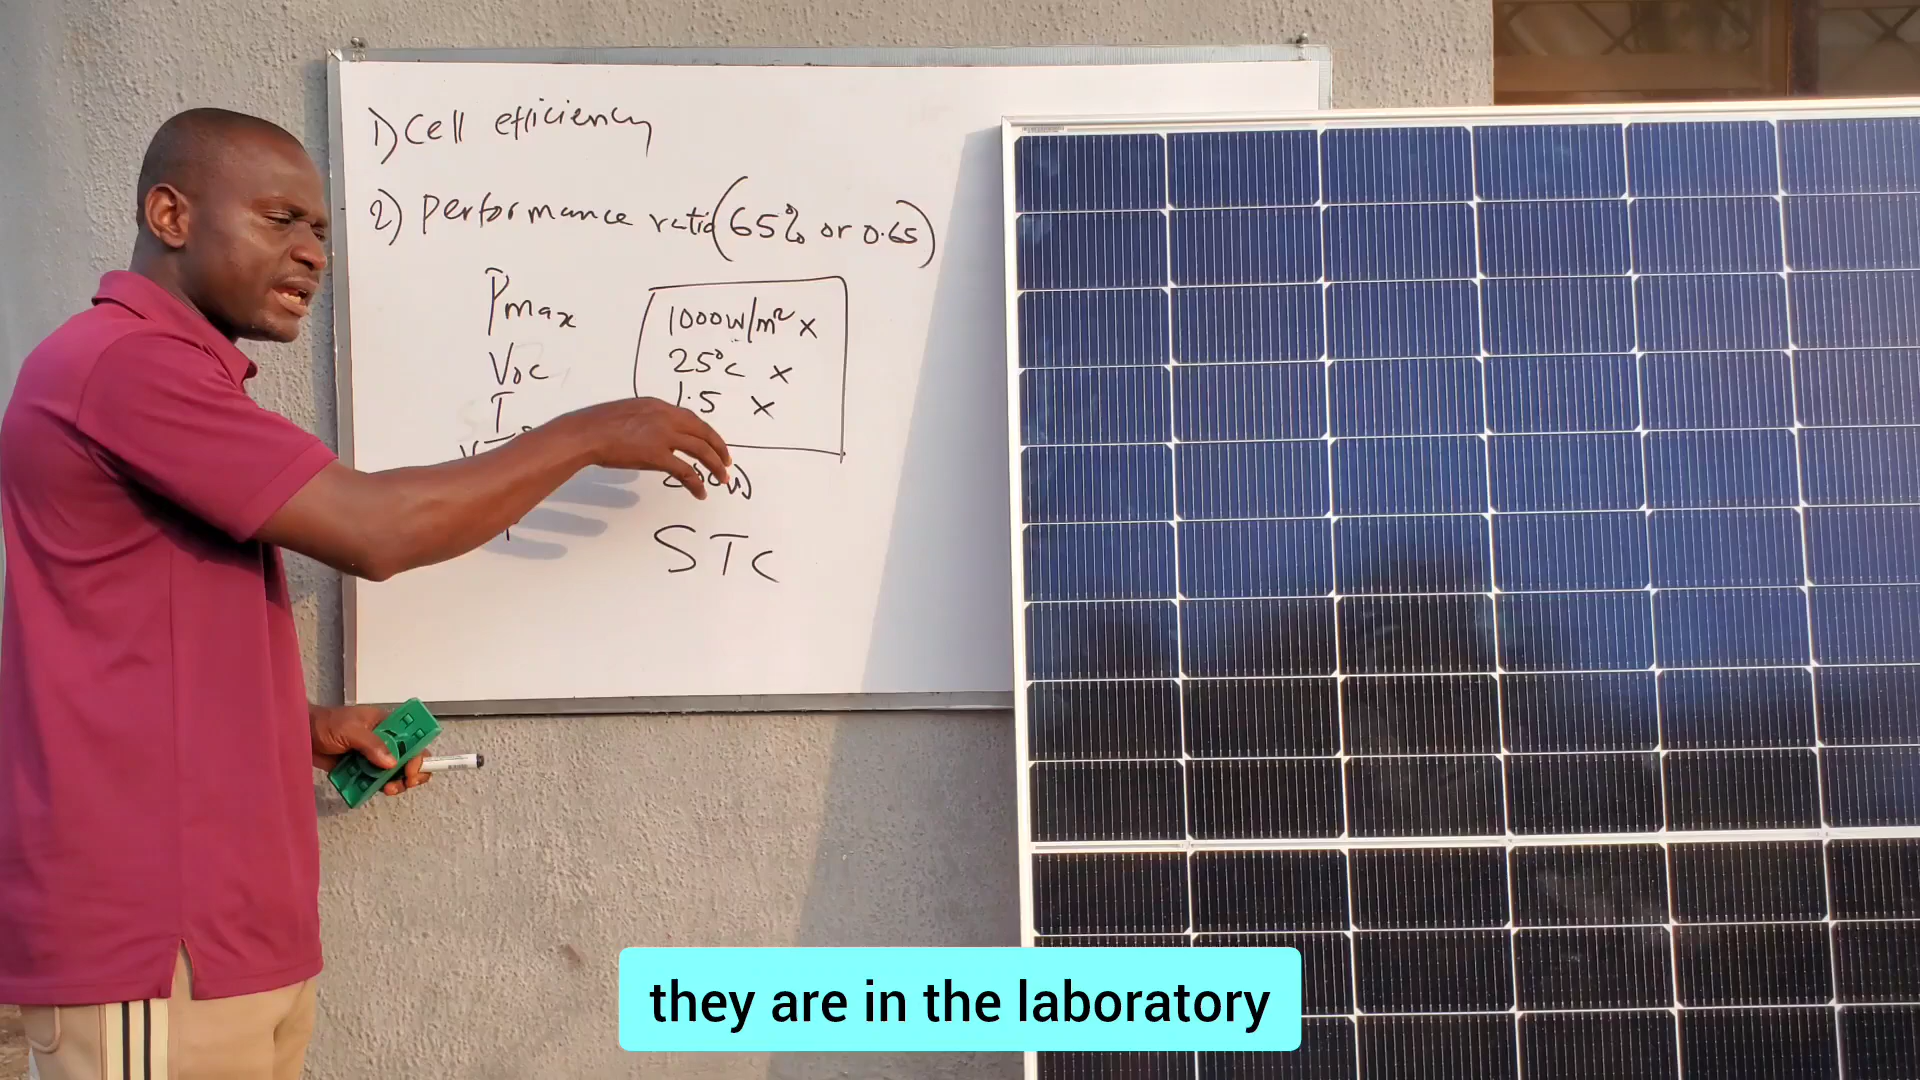 1) Cell efficiency
2) Performance ratio (65% or 0.65)
Pmax
1000w/m² x
Voc
25°c x
1.5 x
STC
they are in the laboratory